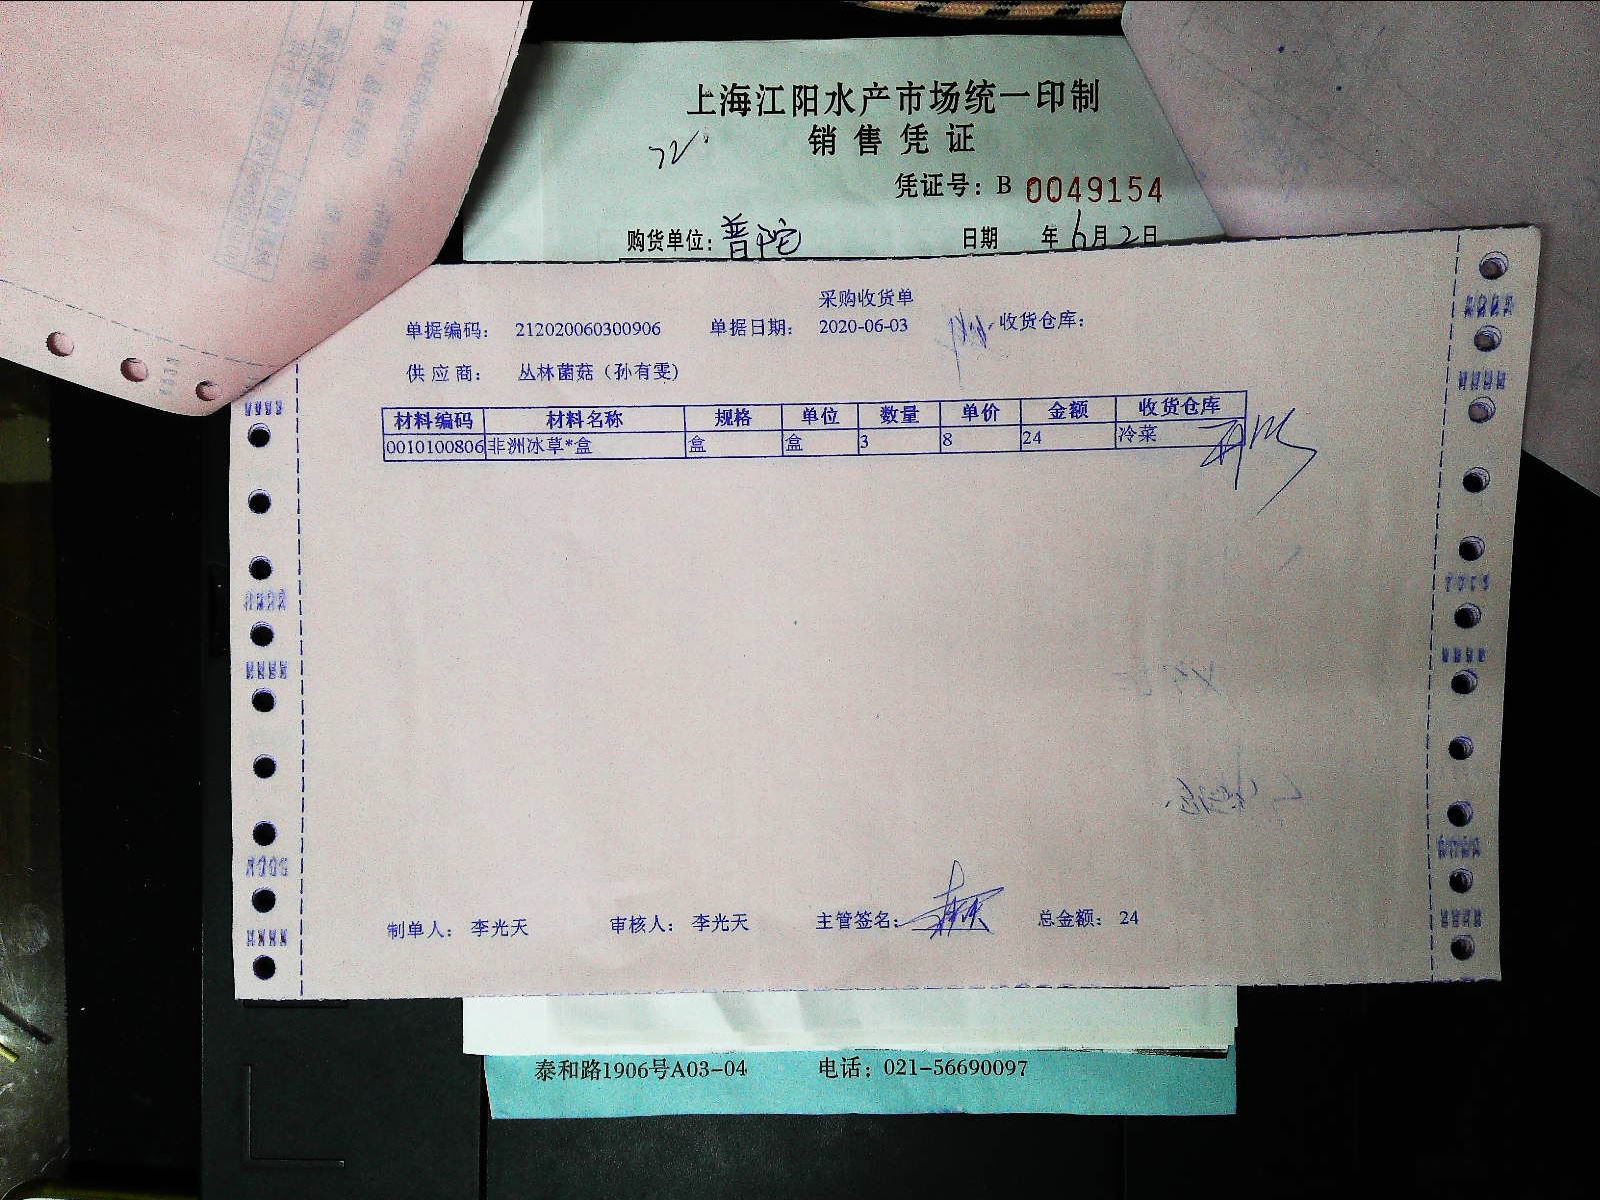 上海江阳水产市场统一印制
销售凭证
凭证号：B 0049154
购货单位：普陀 日期 年6月2日
采购收货单
单据编码： 212020060300906 单据日期： 2020-06-03 收货仓库：
供应商： 丛林菌菇（孙有雯）
材料编码 材料名称 规格 单位 数量 单价 金额 收货仓库
0010100806 非洲冰草*盒 盒 盒 3 8 24 冷菜
制单人： 李光天 审核人： 李光天 主管签名： 总金额： 24
泰和路1906号A03-04 电话：021-56690097